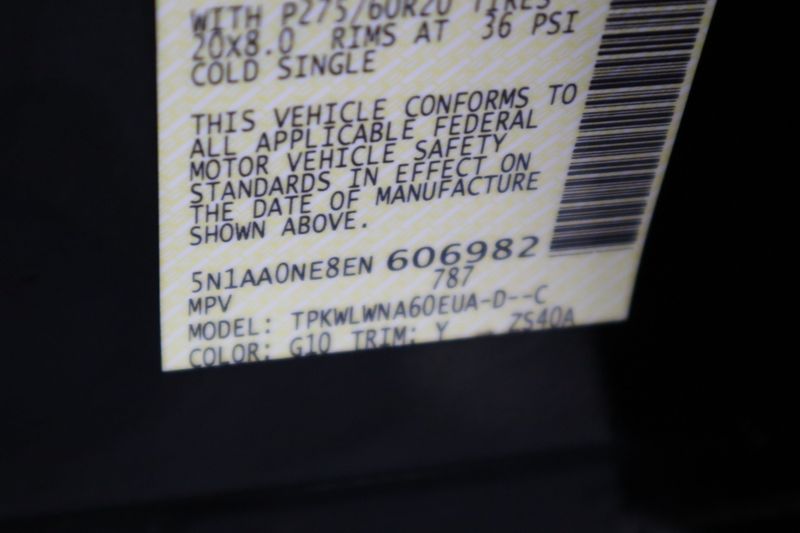 WITH P275/60R20 TIRES
20x8.0 RIMS AT 36 PSI
COLD SINGLE
THIS VEHICLE CONFORMS TO
ALL APPLICABLE FEDERAL
MOTOR VEHICLE SAFETY
STANDARDS IN EFFECT ON
THE DATE OF MANUFACTURE
SHOWN ABOVE.
5N1AA0NE8EN 606982
MPV 787
MODEL: TPKWLWNA60EUA-D--C
COLOR: G10 TRIM: Y - ZS40A